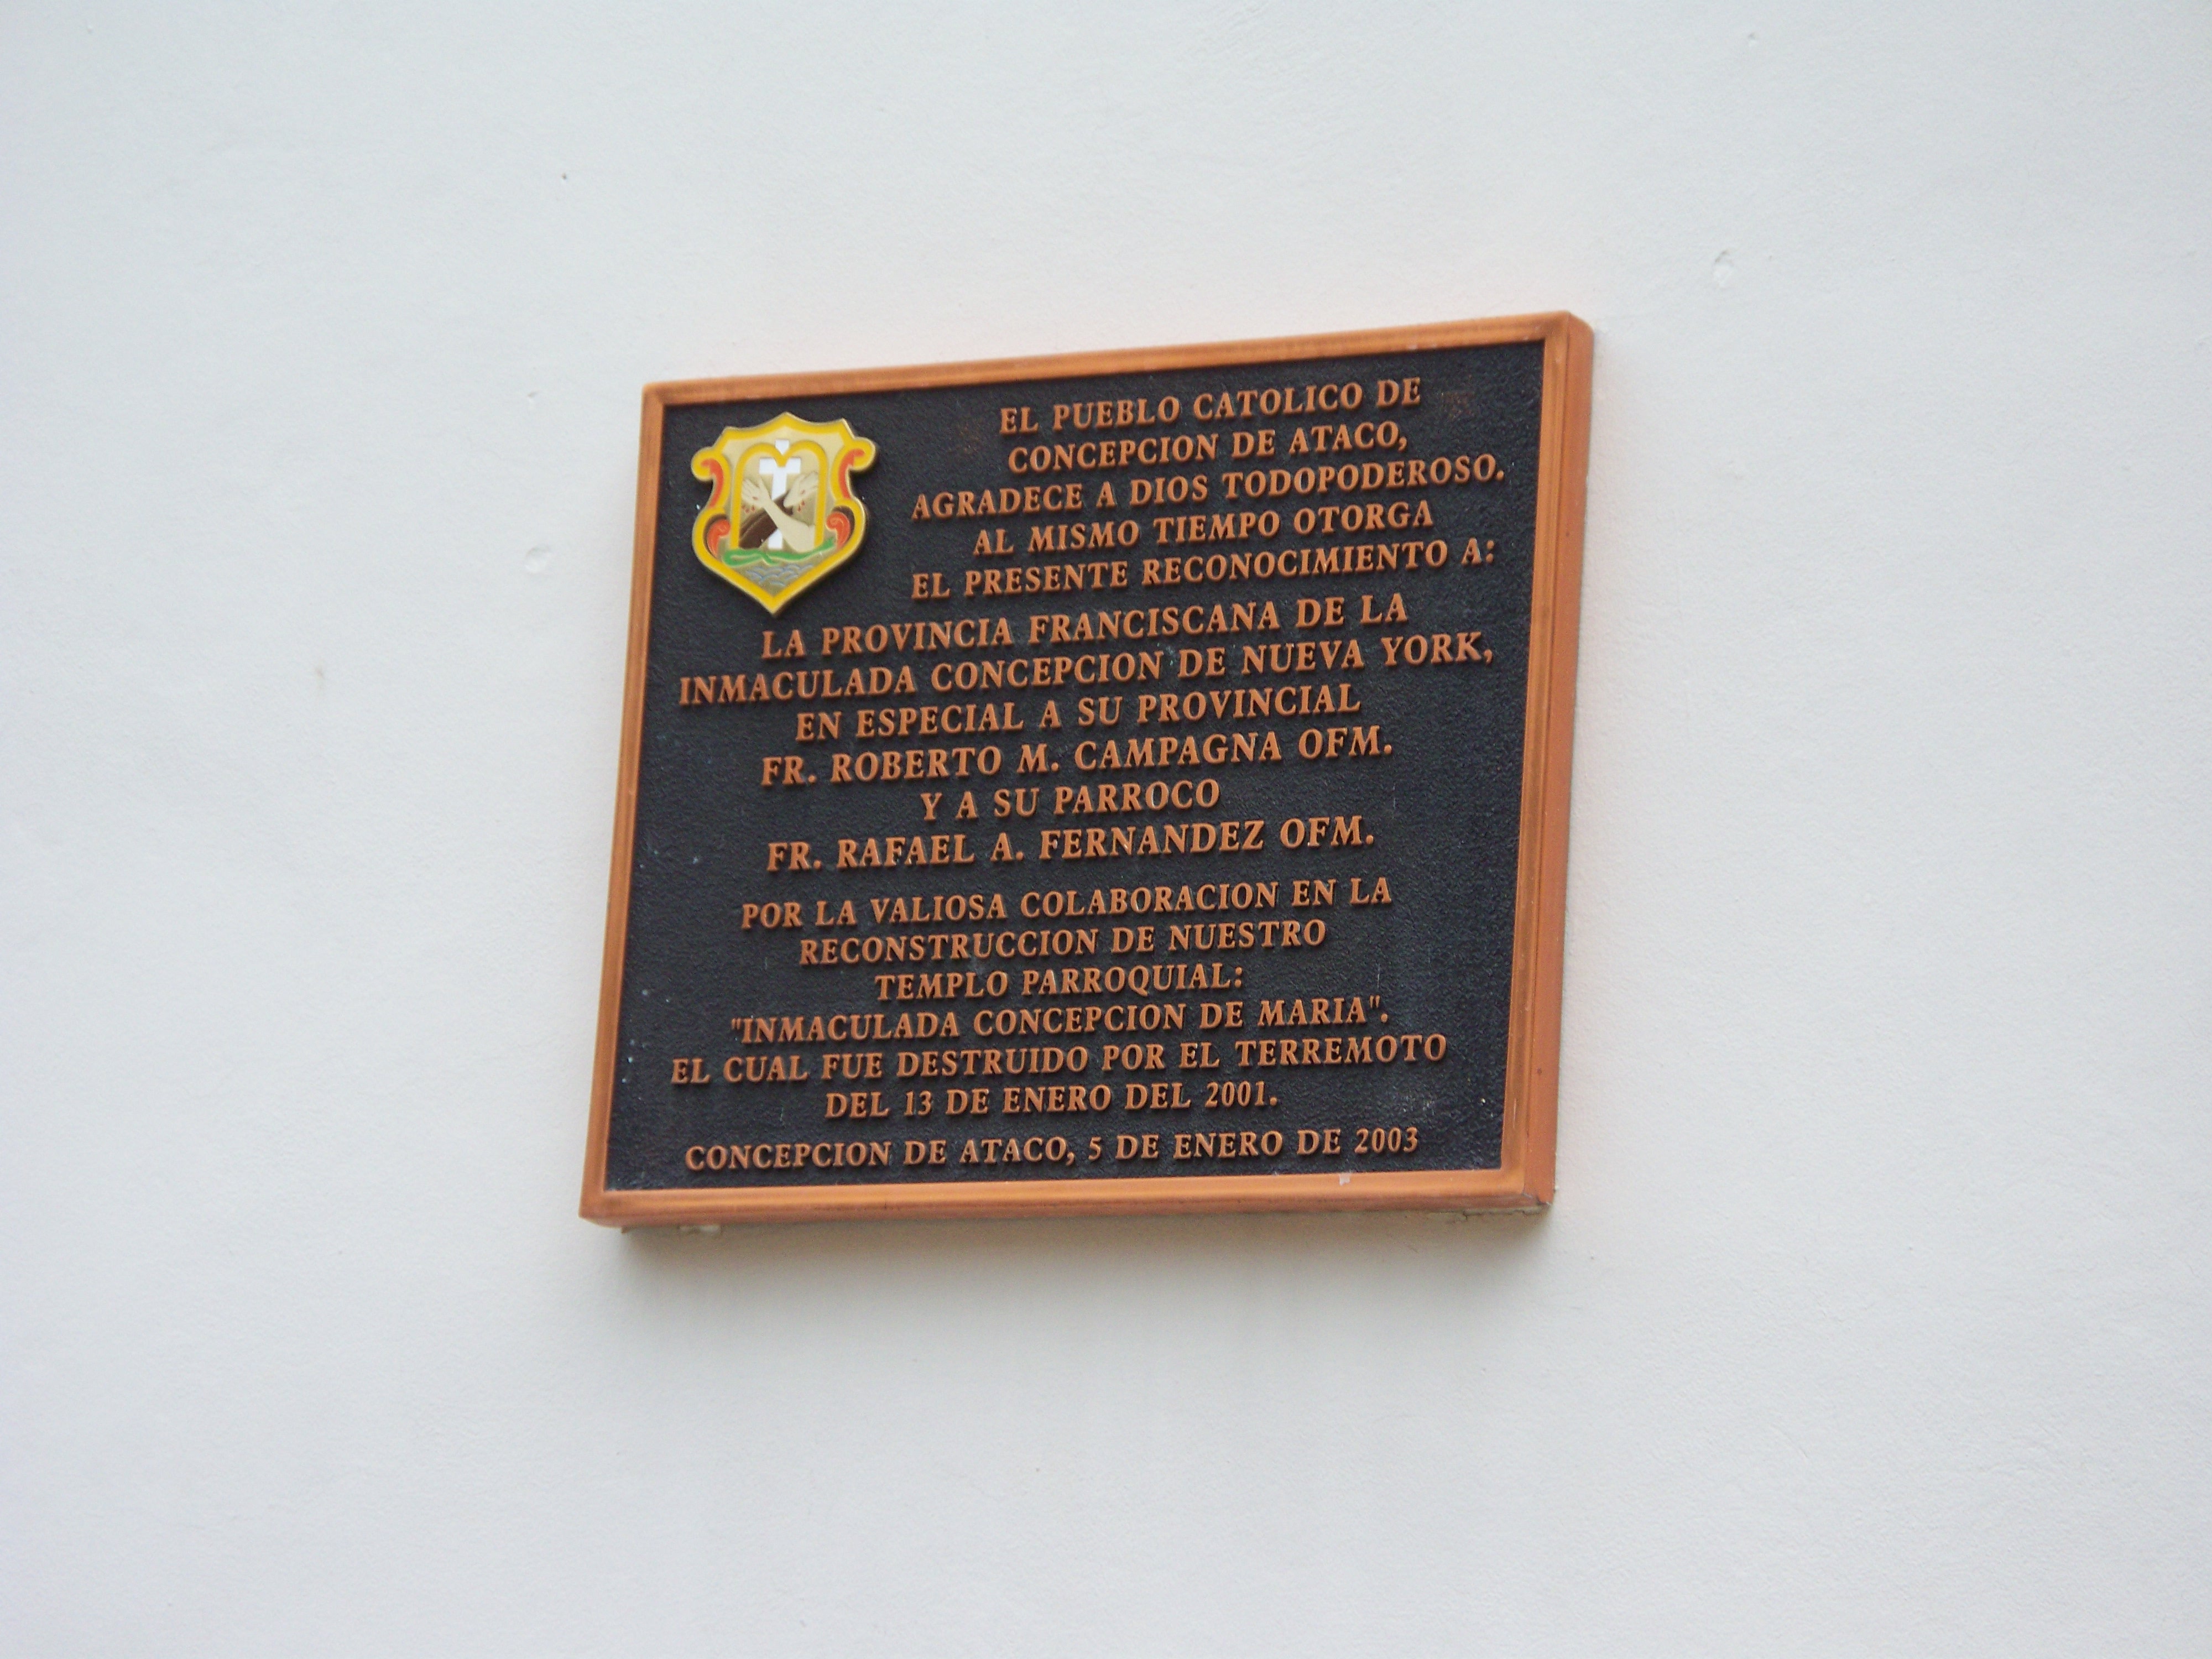 EL PUEBLO CATOLICO DE
CONCEPCION DE ATACO,
AGRADECE A DIOS TODOPODEROSO.
AL MISMO TIEMPO OTORGA
EL PRESENTE RECONOCIMIENTO A:
LA PROVINCIA FRANCISCANA DE LA
INMACULADA CONCEPCION DE NUEVA YORK,
EN ESPECIAL A SU PROVINCIAL
FR. ROBERTO M. CAMPAGNA OFM.
Y A SU PARROCO
FR. RAFAEL A. FERNANDEZ OFM.
POR LA VALIOSA COLABORACION EN LA
RECONSTRUCCION DE NUESTRO
TEMPLO PARROQUIAL:
"INMACULADA CONCEPCION DE MARIA".
EL CUAL FUE DESTRUIDO POR EL TERREMOTO
DEL 13 DE ENERO DEL 2001.
CONCEPCION DE ATACO, 5 DE ENERO DE 2003